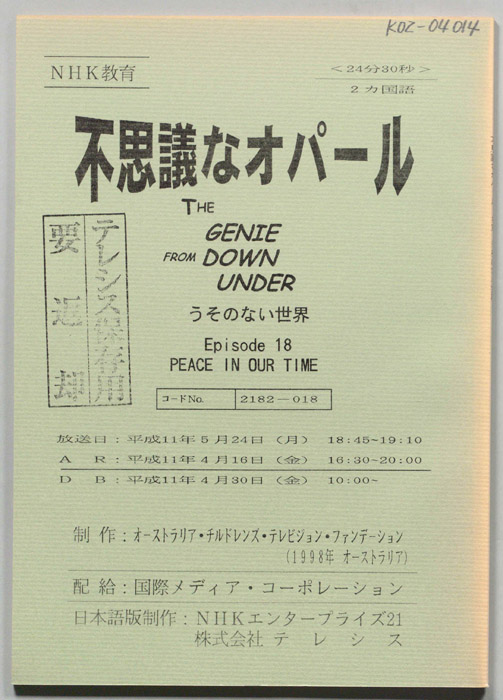 K02-04014
NHK教育
<24分30秒>
2カ国語
不思議なオパール
THE
GENIE
FROM DOWN
UNDER
うそのない世界
Episode 18
PEACE IN OUR TIME
テレシス保存用
要返却
コードNo. 2182-018
放送日:平成11年5月24日(月) 18:45~19:10
A R:平成11年4月16日(金) 16:30~20:00
D B:平成11年4月30日(金) 10:00~
制作:オーストラリア・チルドレンズ・テレビジョン・ファンデーション
(1998年 オーストラリア)
配給:国際メディア・コーポレーション
日本語版制作:NHKエンタープライズ21
株式会社 テレシス